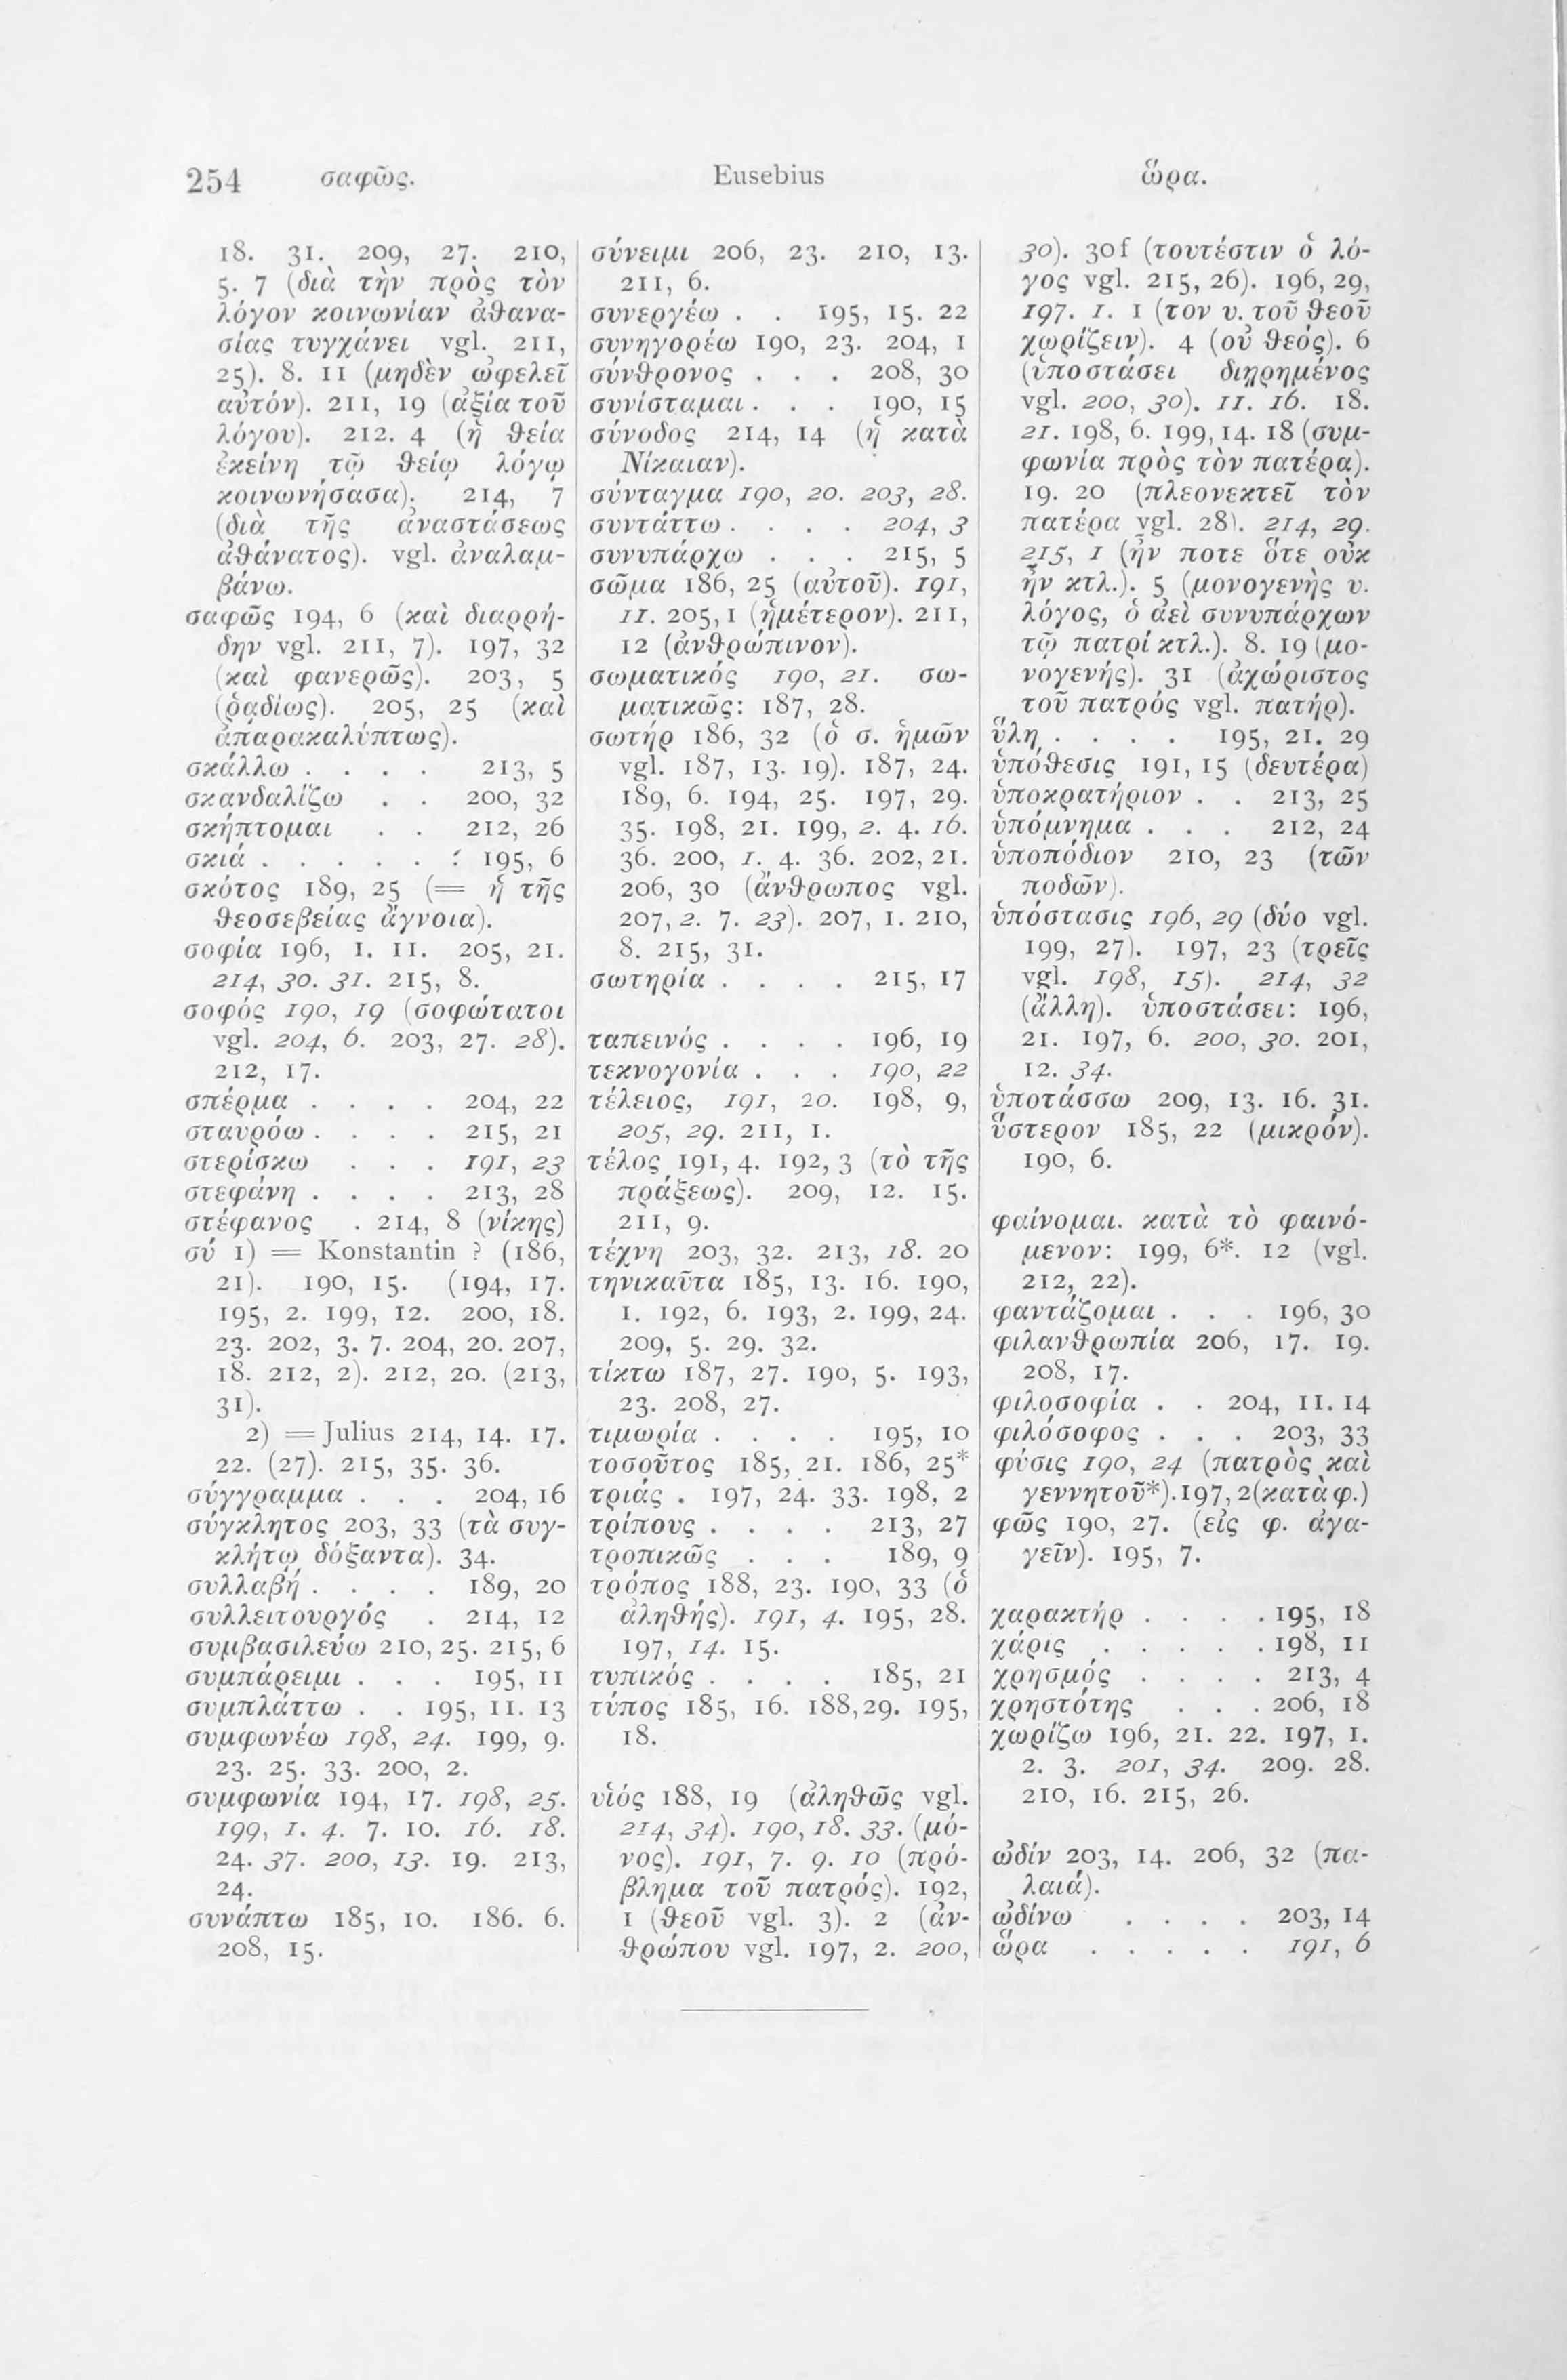 254 σαφῶς. Eusebius ὥρα.
18. 31. 209, 27. 210,
5. 7 (διὰ τὴν πρὸς τὸν
λόγον κοινωνίαν ἀθανα-
σίας τυγχάνει vgl. 211,
25). 8. 11 (μηδὲν ὠφελεῖ
αὐτόν). 211, 19 (ἀξία τοῦ
λόγου). 212. 4 (ἡ θεία
ἐκείνη τῷ θείῳ λόγῳ
κοινωνήσασα). 214, 7
(διὰ τῆς ἀναστάσεως
ἀθάνατος). vgl. ἀναλαμ-
βάνω.
σαφῶς 194, 6 (καὶ διαρρή-
δην vgl. 211, 7). 197, 32
(καὶ φανερῶς). 203, 5
(ῥᾳδίως). 205, 25 (καὶ
ἀπαρακαλύπτως).
σκάλλω . . . . 213, 5
σκανδαλίζω . . 200, 32
σκήπτομαι . . 212, 26
σκιά . . . . . : 195, 6
σκότος 189, 25 (= ἡ τῆς
θεοσεβείας ἄγνοια).
σοφία 196, 1. 11. 205, 21.
214, 30. 31. 215, 8.
σοφός 190, 19 (σοφώτατοι
vgl. 204, 6. 203, 27. 28).
212, 17.
σπέρμα . . . . 204, 22
σταυρόω . . . . 215, 21
στερίσκω . . . 191, 23
στεφάνη . . . . 213, 28
στέφανος . 214, 8 (νίκης)
σύ 1) = Konstantin ? (186,
21). 190, 15. (194, 17.
195, 2. 199, 12. 200, 18.
23. 202, 3. 7. 204, 20. 207,
18. 212, 2). 212, 20. (213,
31).
2) = Julius 214, 14. 17.
22. (27). 215, 35. 36.
σύγγραμμα . . . 204, 16
σύγκλητος 203, 33 (τὰ συγ-
κλήτῳ δόξαντα). 34.
συλλαβή . . . . 189, 20
συλλειτουργός . 214, 12
συμβασιλεύω 210, 25. 215, 6
συμπάρειμι . . . 195, 11
συμπλάττω . . 195, 11. 13
συμφωνέω 198, 24. 199, 9.
23. 25. 33. 200, 2.
συμφωνία 194, 17. 198, 25.
199, 1. 4. 7. 10. 16. 18.
24. 37. 200, 13. 19. 213,
24.
συνάπτω 185, 10. 186. 6.
208, 15.
σύνειμι 206, 23. 210, 13.
211, 6.
συνεργέω . . 195, 15. 22
συνηγορέω 190, 23. 204, 1
σύνθρονος . . . 208, 30
συνίσταμαι . . . 190, 15
σύνοδος 214, 14 (ἡ κατὰ
Νίκαιαν).
σύνταγμα 190, 20. 203, 28.
συντάττω . . . . 204, 3
συνυπάρχω . . . 215, 5
σῶμα 186, 25 (αὐτοῦ). 191,
11. 205, 1 (ἡμέτερον). 211,
12 (ἀνθρώπινον).
σωματικός 190, 21. σω-
ματικῶς: 187, 28.
σωτήρ 186, 32 (ὁ σ. ἡμῶν
vgl. 187, 13. 19). 187, 24.
189, 6. 194, 25. 197, 29.
35. 198, 21. 199, 2. 4. 16.
36. 200, 1. 4. 36. 202, 21.
206, 30 (ἄνθρωπος vgl.
207, 2. 7. 23). 207, 1. 210,
8. 215, 31.
σωτηρία . . . . 215, 17
ταπεινός . . . . 196, 19
τεκνογονία . . . 190, 22
τέλειος, 191, 20. 198, 9,
205, 29. 211, 1.
τέλος 191, 4. 192, 3 (τὸ τῆς
πράξεως). 209, 12. 15.
211, 9.
τέχνη 203, 32. 213, 18. 20
τηνικαῦτα 185, 13. 16. 190,
1. 192, 6. 193, 2. 199, 24.
209, 5. 29. 32.
τίκτω 187, 27. 190, 5. 193,
23. 208, 27.
τιμωρία . . . . 195, 10
τοσοῦτος 185, 21. 186, 25*
τριάς . 197, 24. 33. 198, 2
τρίπους . . . . 213, 27
τροπικῶς . . . 189, 9
τρόπος 188, 23. 190, 33 (ὁ
ἀληθής). 191, 4. 195, 28.
197, 14. 15.
τυπικός . . . . 185, 21
τύπος 185, 16. 188, 29. 195,
18.
υἱός 188, 19 (ἀληθῶς vgl.
214, 34). 190, 18. 33. (μό-
νος). 191, 7. 9. 10 (πρό-
βλημα τοῦ πατρός). 192,
1 (θεοῦ vgl. 3). 2 (ἀν-
θρώπου vgl. 197, 2. 200,
30). 30f (τουτέστιν ὁ λό-
γος vgl. 215, 26). 196, 29,
197. 1. 1 (τον υ. τοῦ θεοῦ
χωρίζειν). 4 (οὐ θεός). 6
(ὑποστάσει διῃρημένος
vgl. 200, 30). 11. 16. 18.
21. 198, 6. 199, 14. 18 (συμ-
φωνία πρὸς τὸν πατέρα).
19. 20 (πλεονεκτεῖ τὸν
πατέρα vgl. 28). 214, 29.
215, 1 (ἦν ποτε ὅτε οὐκ
ἦν κτλ.). 5 (μονογενὴς υ.
λόγος, ὁ ἀεὶ συνυπάρχων
τῷ πατρί κτλ.). 8. 19 (μο-
νογενής). 31 (ἀχώριστος
τοῦ πατρός vgl. πατήρ).
ὕλη . . . . 195, 21. 29
ὑπόθεσις 191, 15 (δευτέρα)
ὑποκρατήριον . . 213, 25
ὑπόμνημα . . . 212, 24
ὑποπόδιον 210, 23 (τῶν
ποδῶν).
ὑπόστασις 196, 29 (δύο vgl.
199, 27). 197, 23 (τρεῖς
vgl. 198, 15). 214, 32
(ἄλλη). ὑποστάσει: 196,
21. 197, 6. 200, 30. 201,
12. 34.
ὑποτάσσω 209, 13. 16. 31.
ὕστερον 185, 22 (μικρόν).
190, 6.
φαίνομαι. κατὰ τὸ φαινό-
μενον: 199, 6*. 12 (vgl.
212, 22).
φαντάζομαι . . . 196, 30
φιλανθρωπία 206, 17. 19.
208, 17.
φιλοσοφία . . 204, 11. 14
φιλόσοφος . . . 203, 33
φύσις 190, 24 (πατρὸς καὶ
γεννητοῦ*). 197, 2 (κατὰ φ.)
φῶς 190, 27. (εἰς φ. ἀγα-
γεῖν). 195, 7.
χαρακτήρ . . . . 195, 18
χάρις . . . . . 198, 11
χρησμός . . . . 213, 4
χρηστότης . . . 206, 18
χωρίζω 196, 21. 22. 197, 1.
2. 3. 201, 34. 209. 28.
210, 16. 215, 26.
ὠδίν 203, 14. 206, 32 (πα-
λαιά).
ὠδίνω . . . . 203, 14
ὥρα . . . . . 191, 6